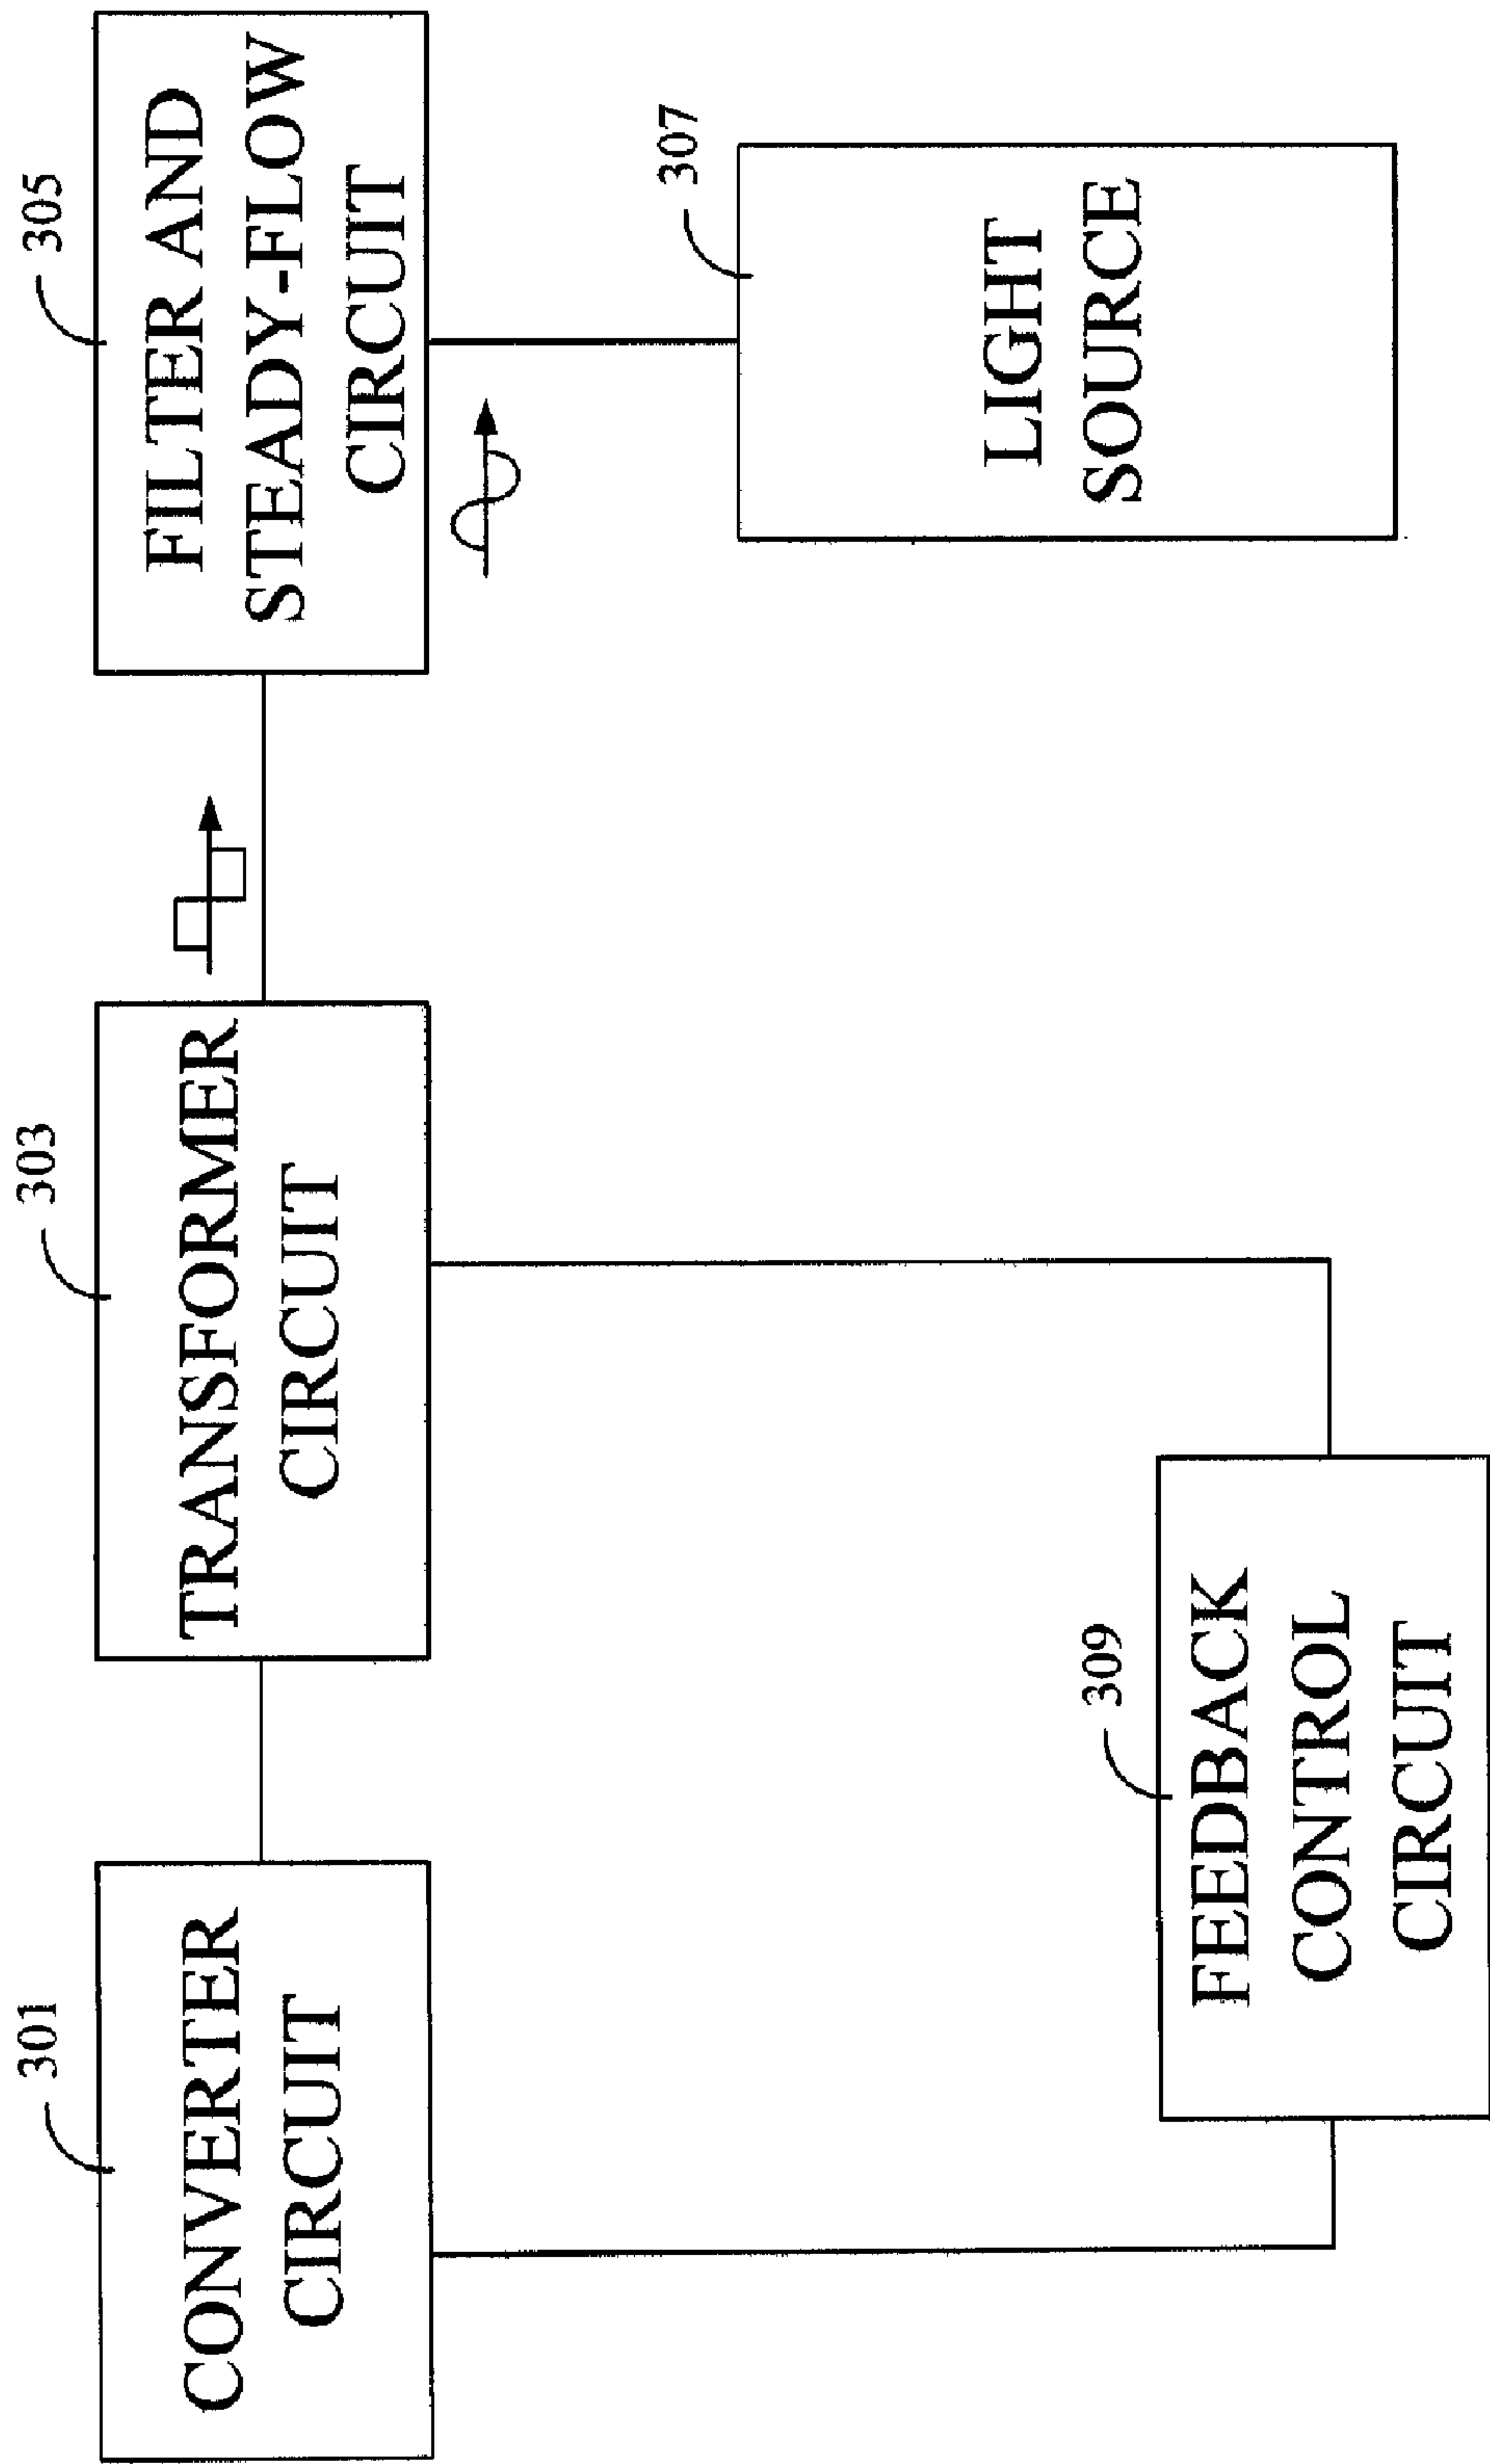 301
CONVERTER
CIRCUIT
303
TRANSFORMER
CIRCUIT
305
FILTER AND
STEADY-FLOW
CIRCUIT
307
LIGHT
SOURCE
309
FEEDBACK
CONTROL
CIRCUIT